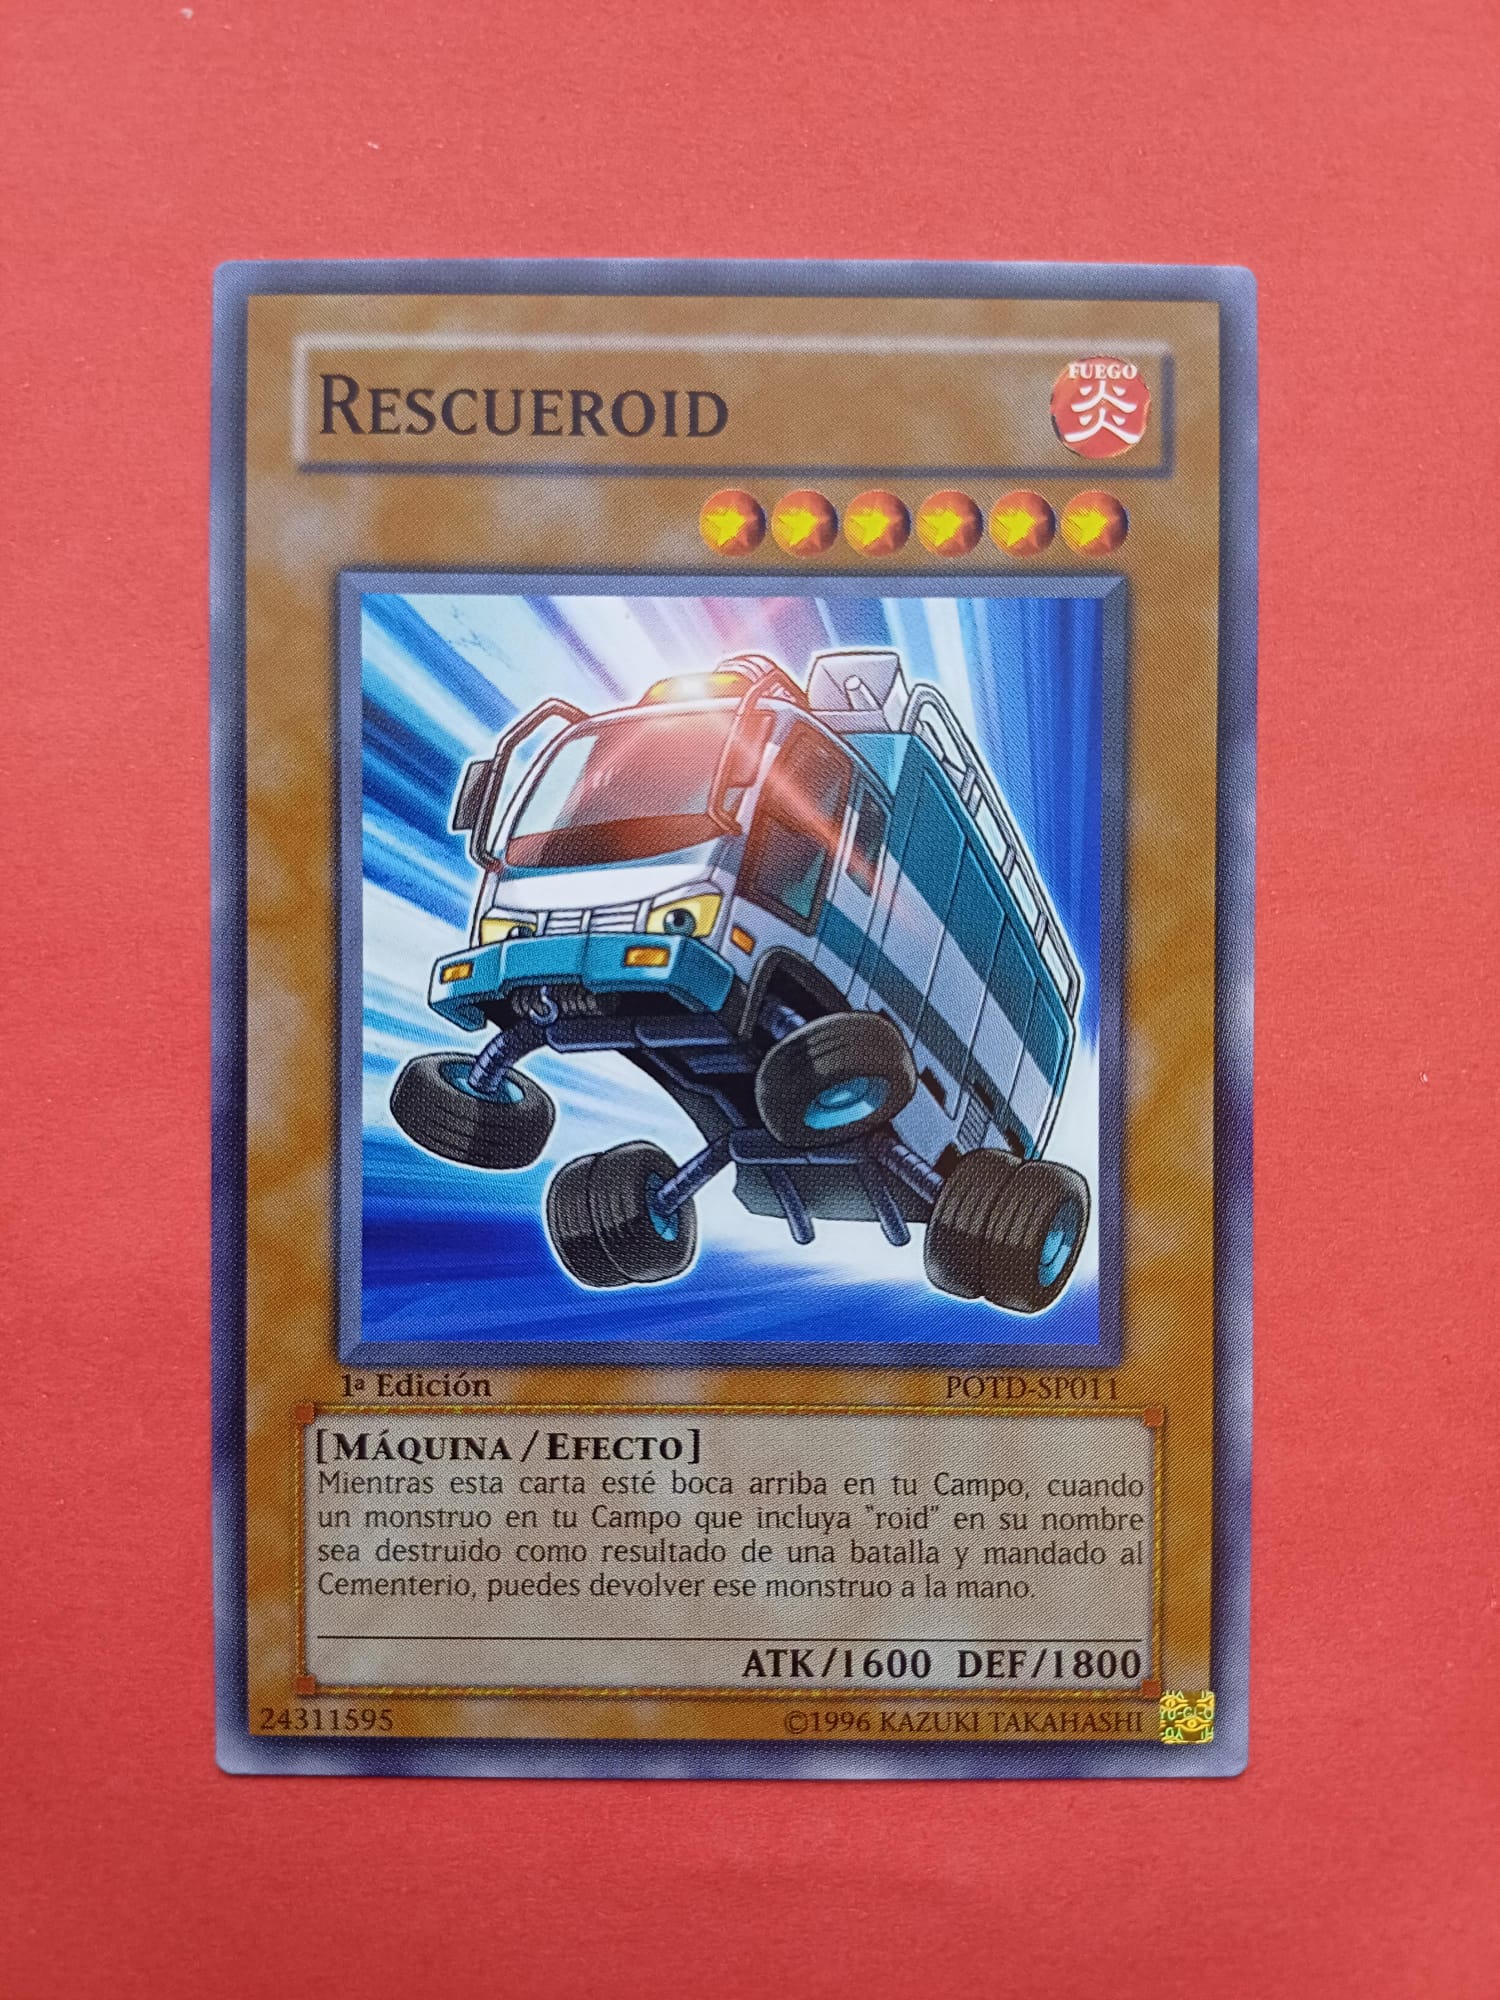 RESCUEROID
FUEGO
炎
1ª Edición
POTD-SP011
[MÁQUINA / EFECTO]
Mientras esta carta esté boca arriba en tu Campo, cuando
un monstruo en tu Campo que incluya "roid" en su nombre
sea destruido como resultado de una batalla y mandado al
Cementerio, puedes devolver ese monstruo a la mano.
ATK/1600 DEF/1800
24311595
©1996 KAZUKI TAKAHASHI